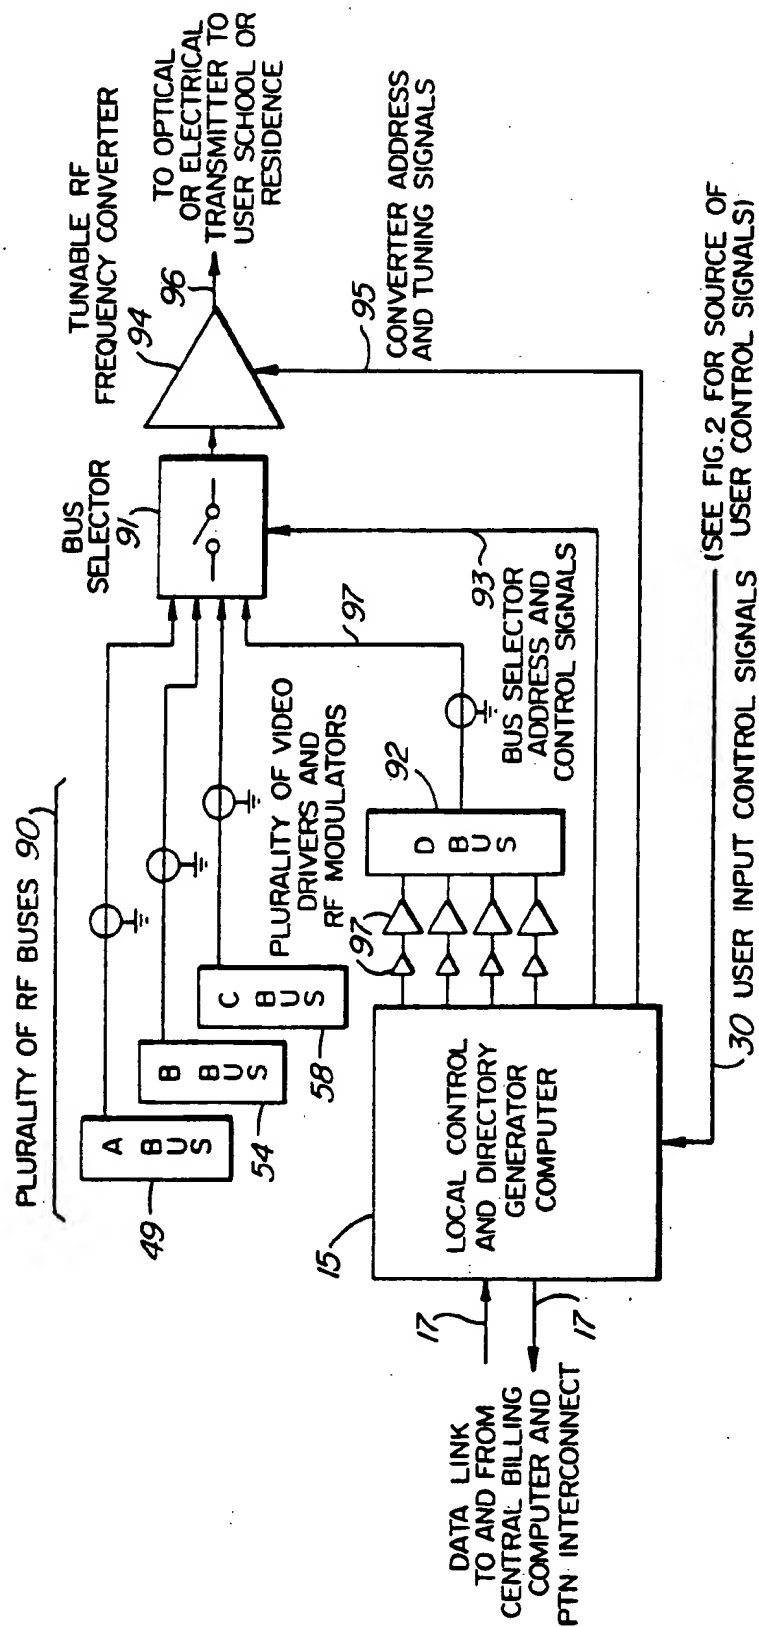 PLURALITY OF RF BUSES 90
A BUS
49
B BUS
54
C BUS
58
BUS
SELECTOR
91
TUNABLE RF
FREQUENCY CONVERTER
94
96
TO OPTICAL
OR ELECTRICAL
TRANSMITTER TO
USER SCHOOL OR
RESIDENCE
97
PLURALITY OF VIDEO
DRIVERS AND
RF MODULATORS
97
D BUS
92
95
CONVERTER ADDRESS
AND TUNING SIGNALS
93
BUS SELECTOR
ADDRESS AND
CONTROL SIGNALS
15
LOCAL CONTROL
AND DIRECTORY
GENERATOR
COMPUTER
17
17
DATA LINK
TO AND FROM
CENTRAL BILLING
COMPUTER AND
PTN INTERCONNECT
30 USER INPUT CONTROL SIGNALS
(SEE FIG.2 FOR SOURCE OF
USER CONTROL SIGNALS)